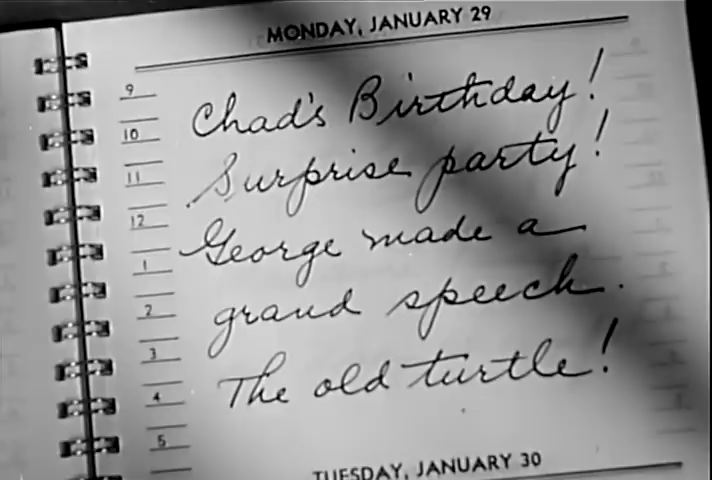 MONDAY, JANUARY 29
9
Chad's Birthday!
10
11
Surprise party!
12
George made a
1
2
grand speech.
3
4
The old turtle!
5
TUESDAY, JANUARY 30